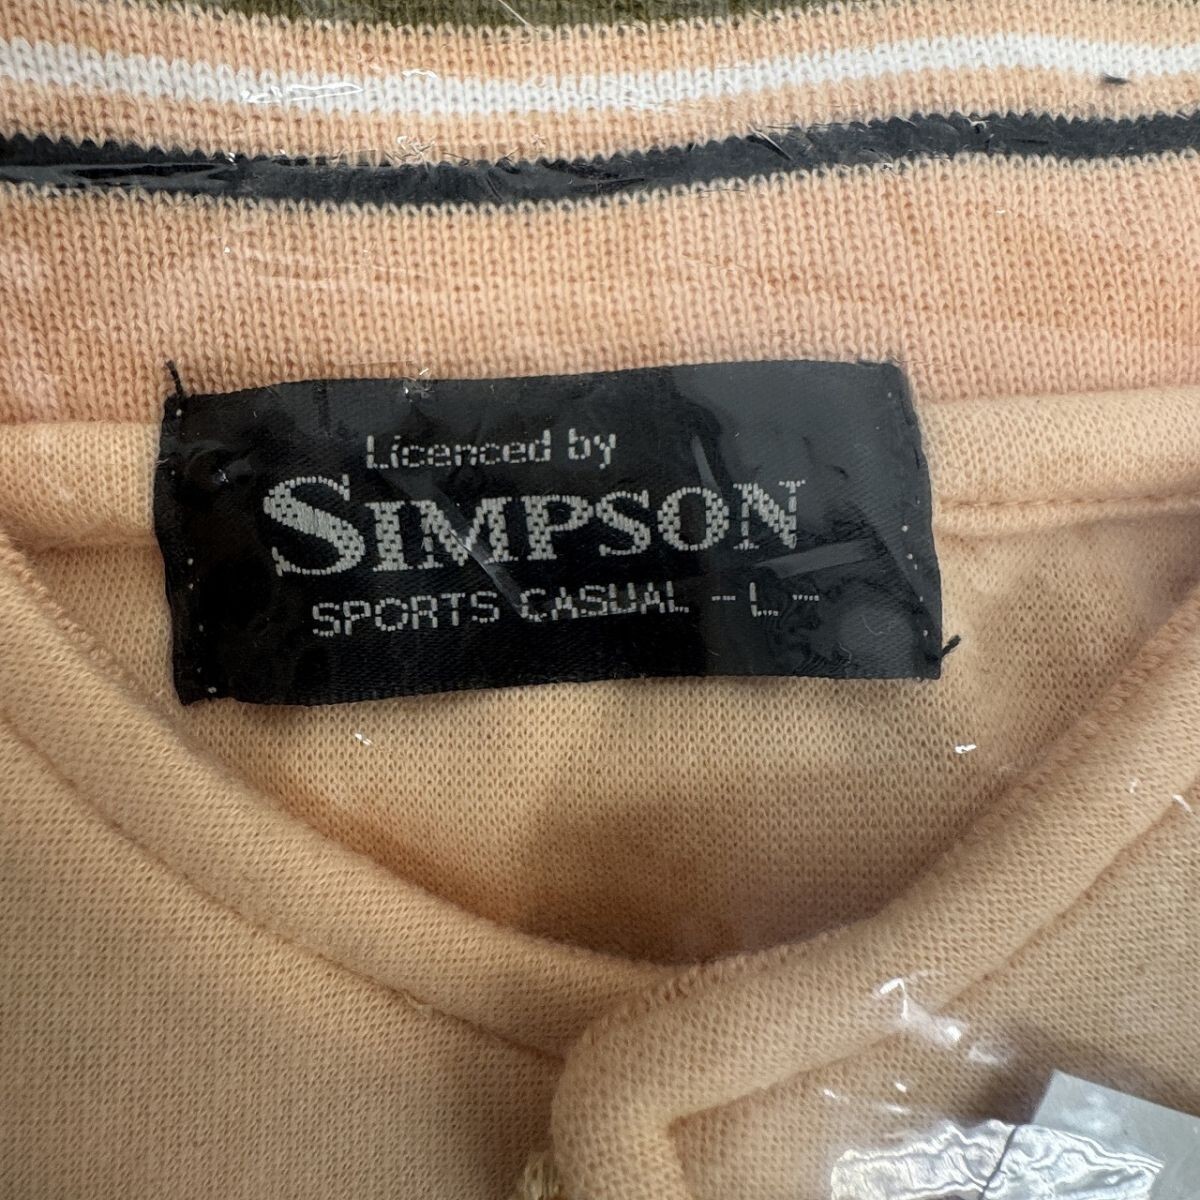 Licenced by
SIMPSON
SPORTS CASUAL -L-